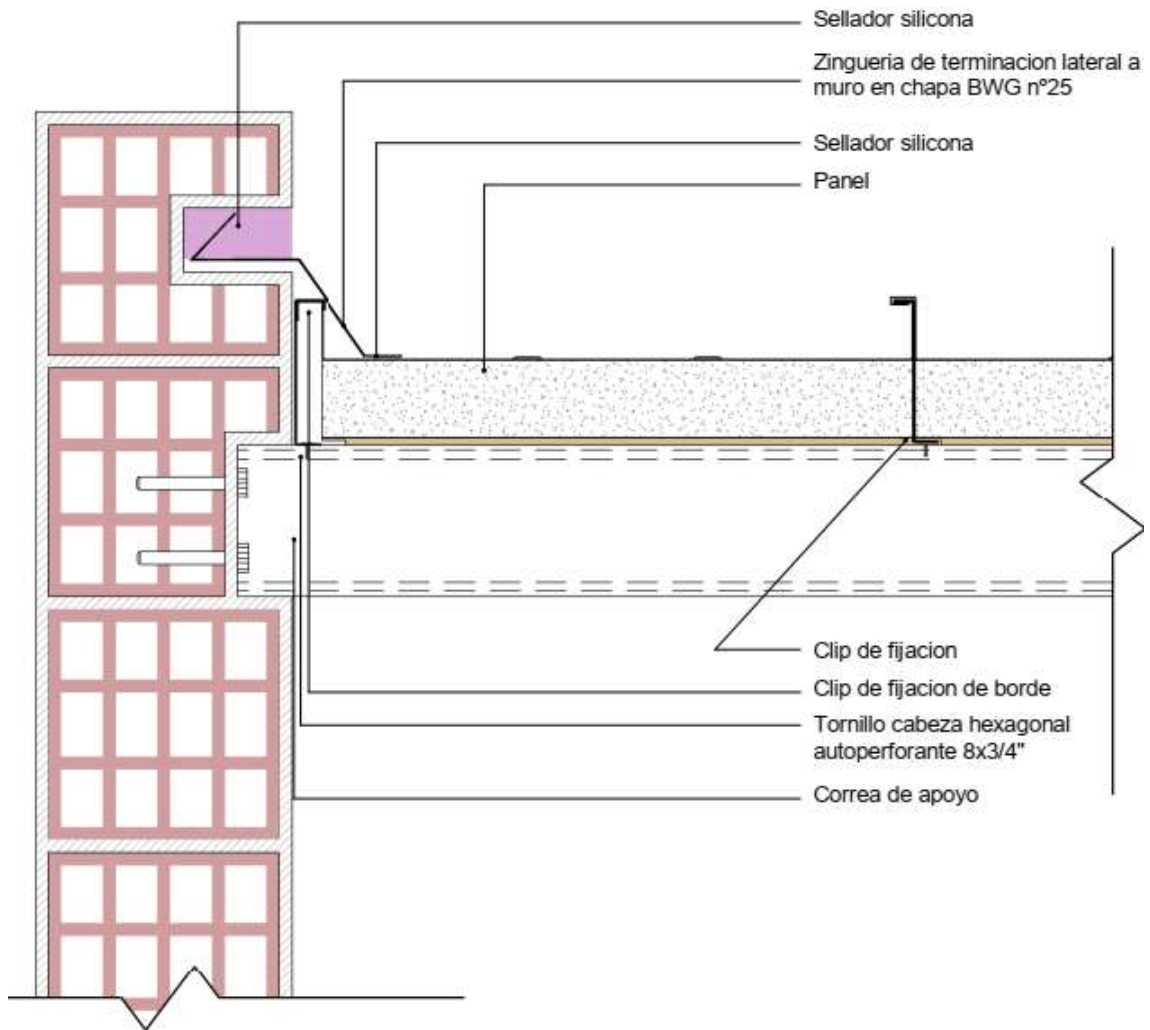 Sellador silicona
Zingueria de terminacion lateral a
muro en chapa BWG nº25
Sellador silicona
Panel
Clip de fijacion
Clip de fijacion de borde
Tornillo cabeza hexagonal
autoperforante 8x3/4"
Correa de apoyo